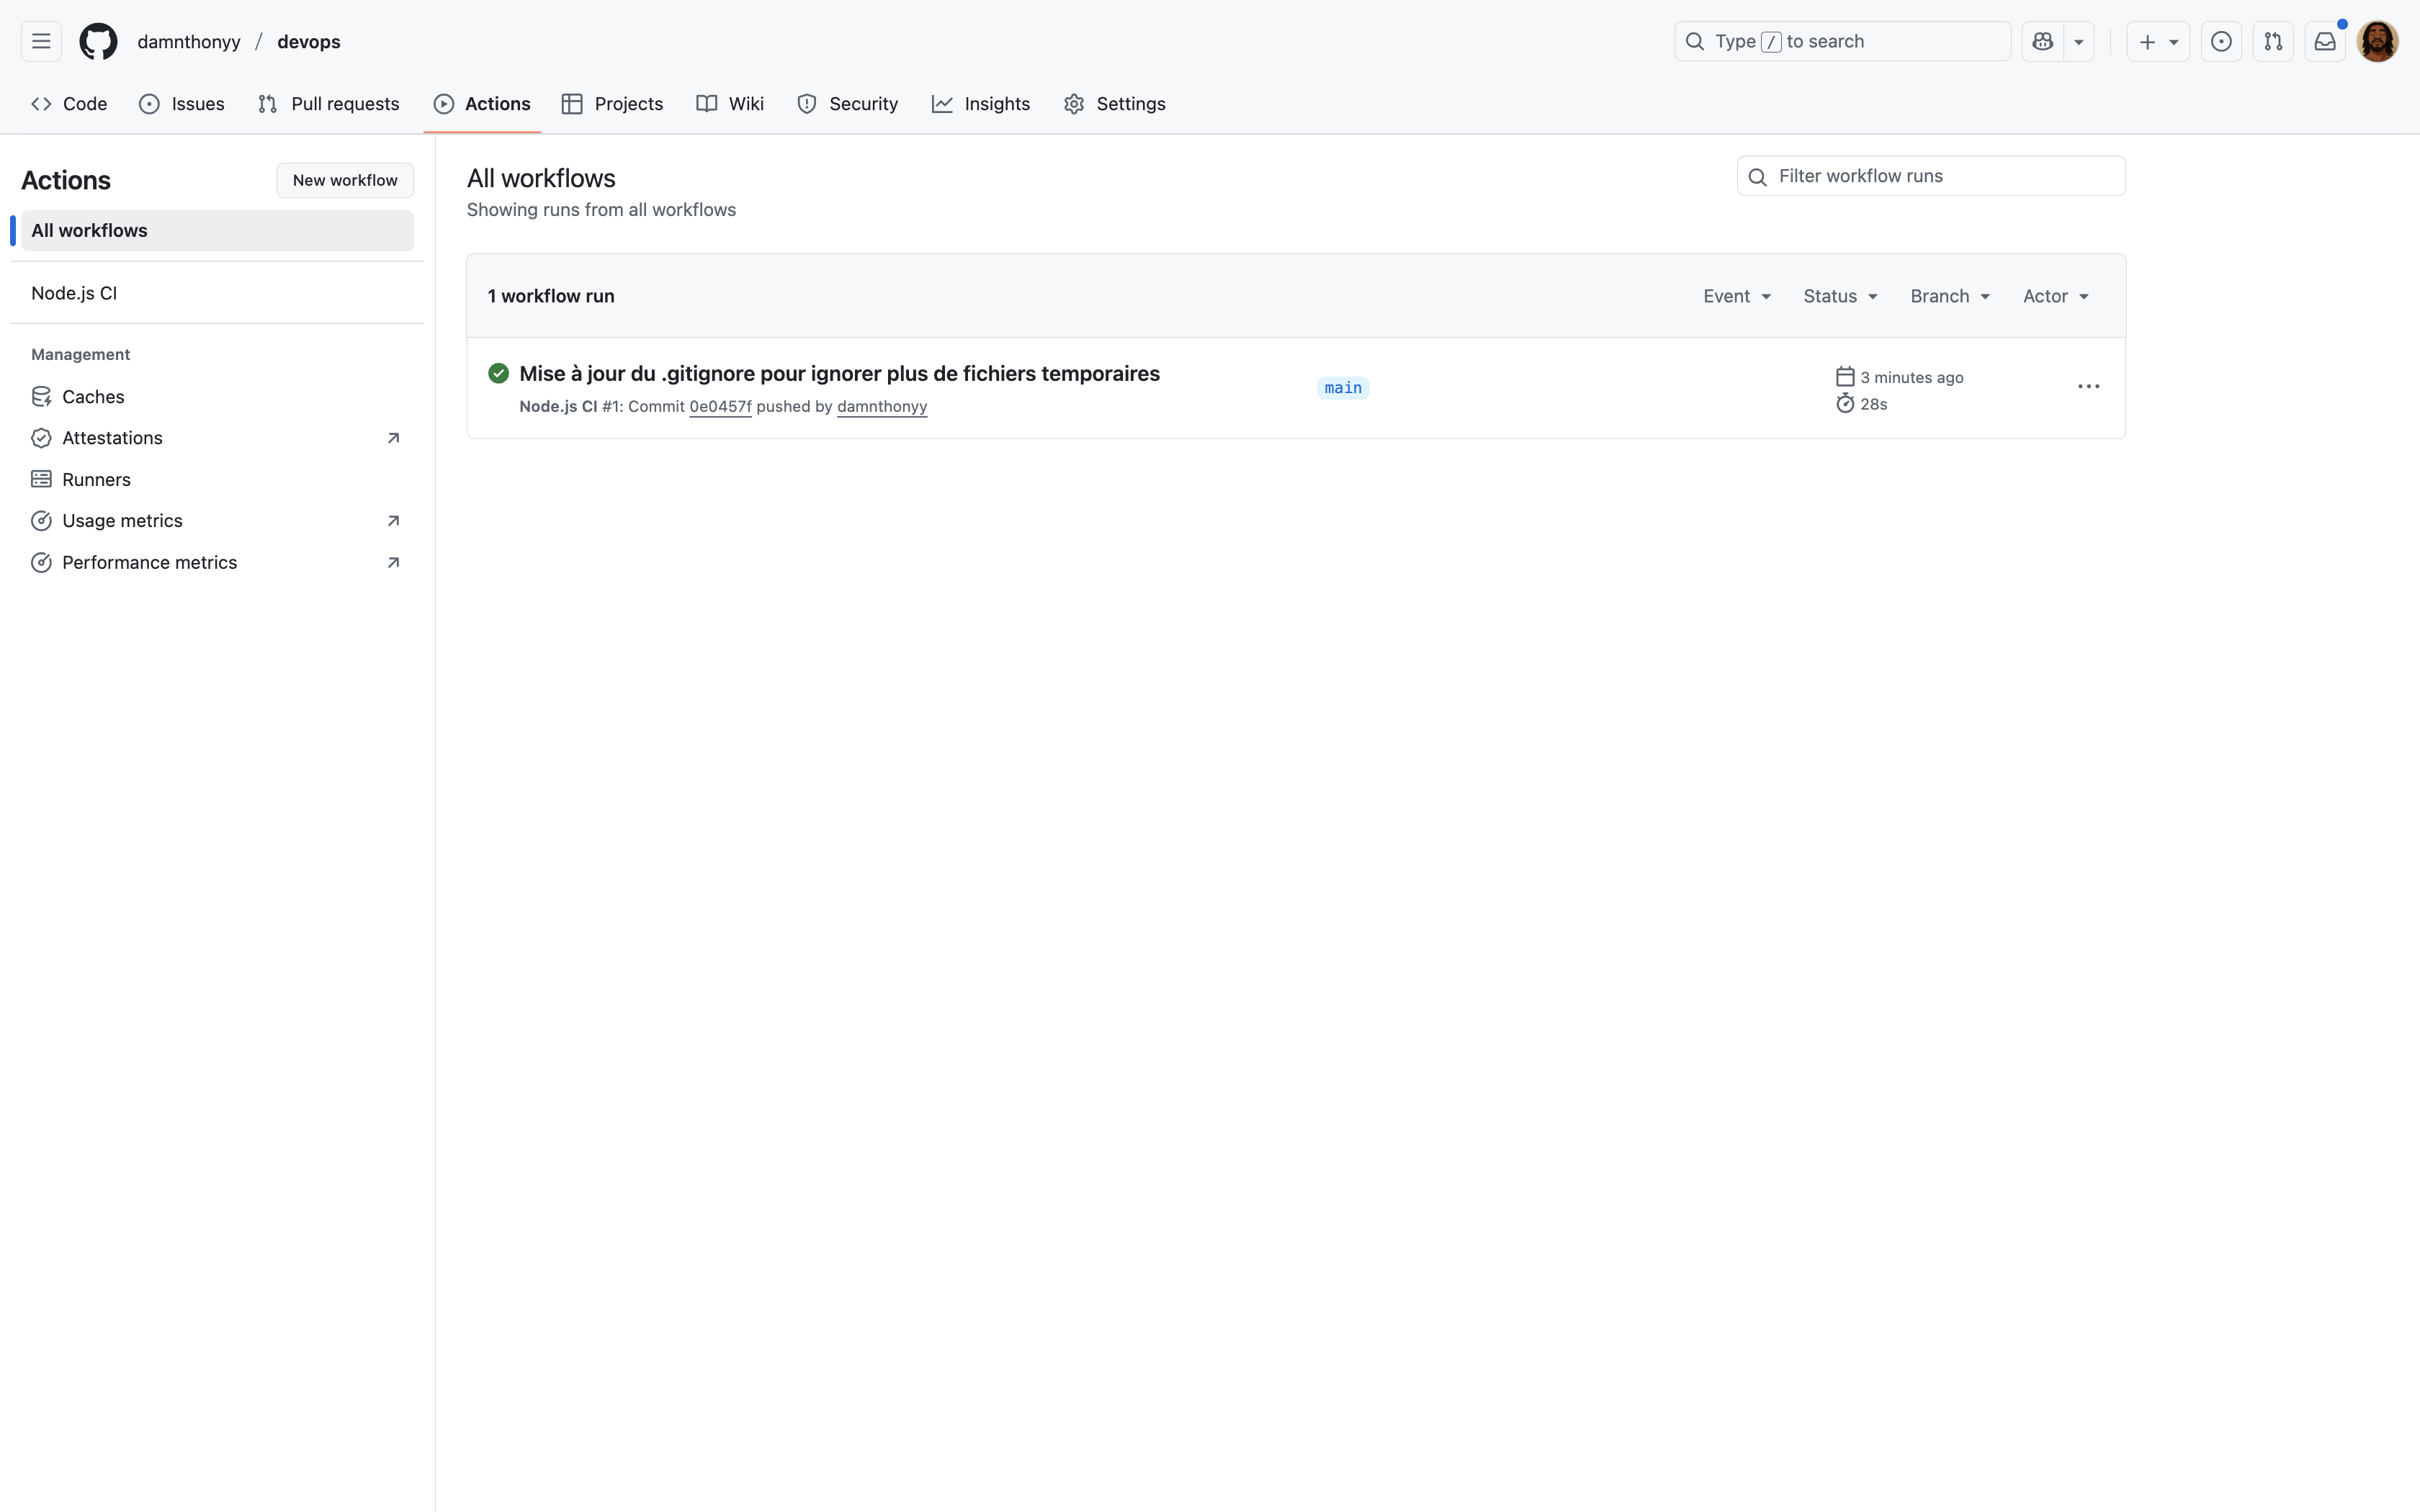 damnthonyy / devops
Type / to search
Code Issues Pull requests Actions Projects Wiki Security Insights Settings
Actions
New workflow
All workflows
Node.js CI
Management
Caches
Attestations
Runners
Usage metrics
Performance metrics
All workflows
Showing runs from all workflows
Filter workflow runs
1 workflow run
Event Status Branch Actor
Mise à jour du .gitignore pour ignorer plus de fichiers temporaires
Node.js CI #1: Commit 0e0457f pushed by damnthonyy
main
3 minutes ago
28s